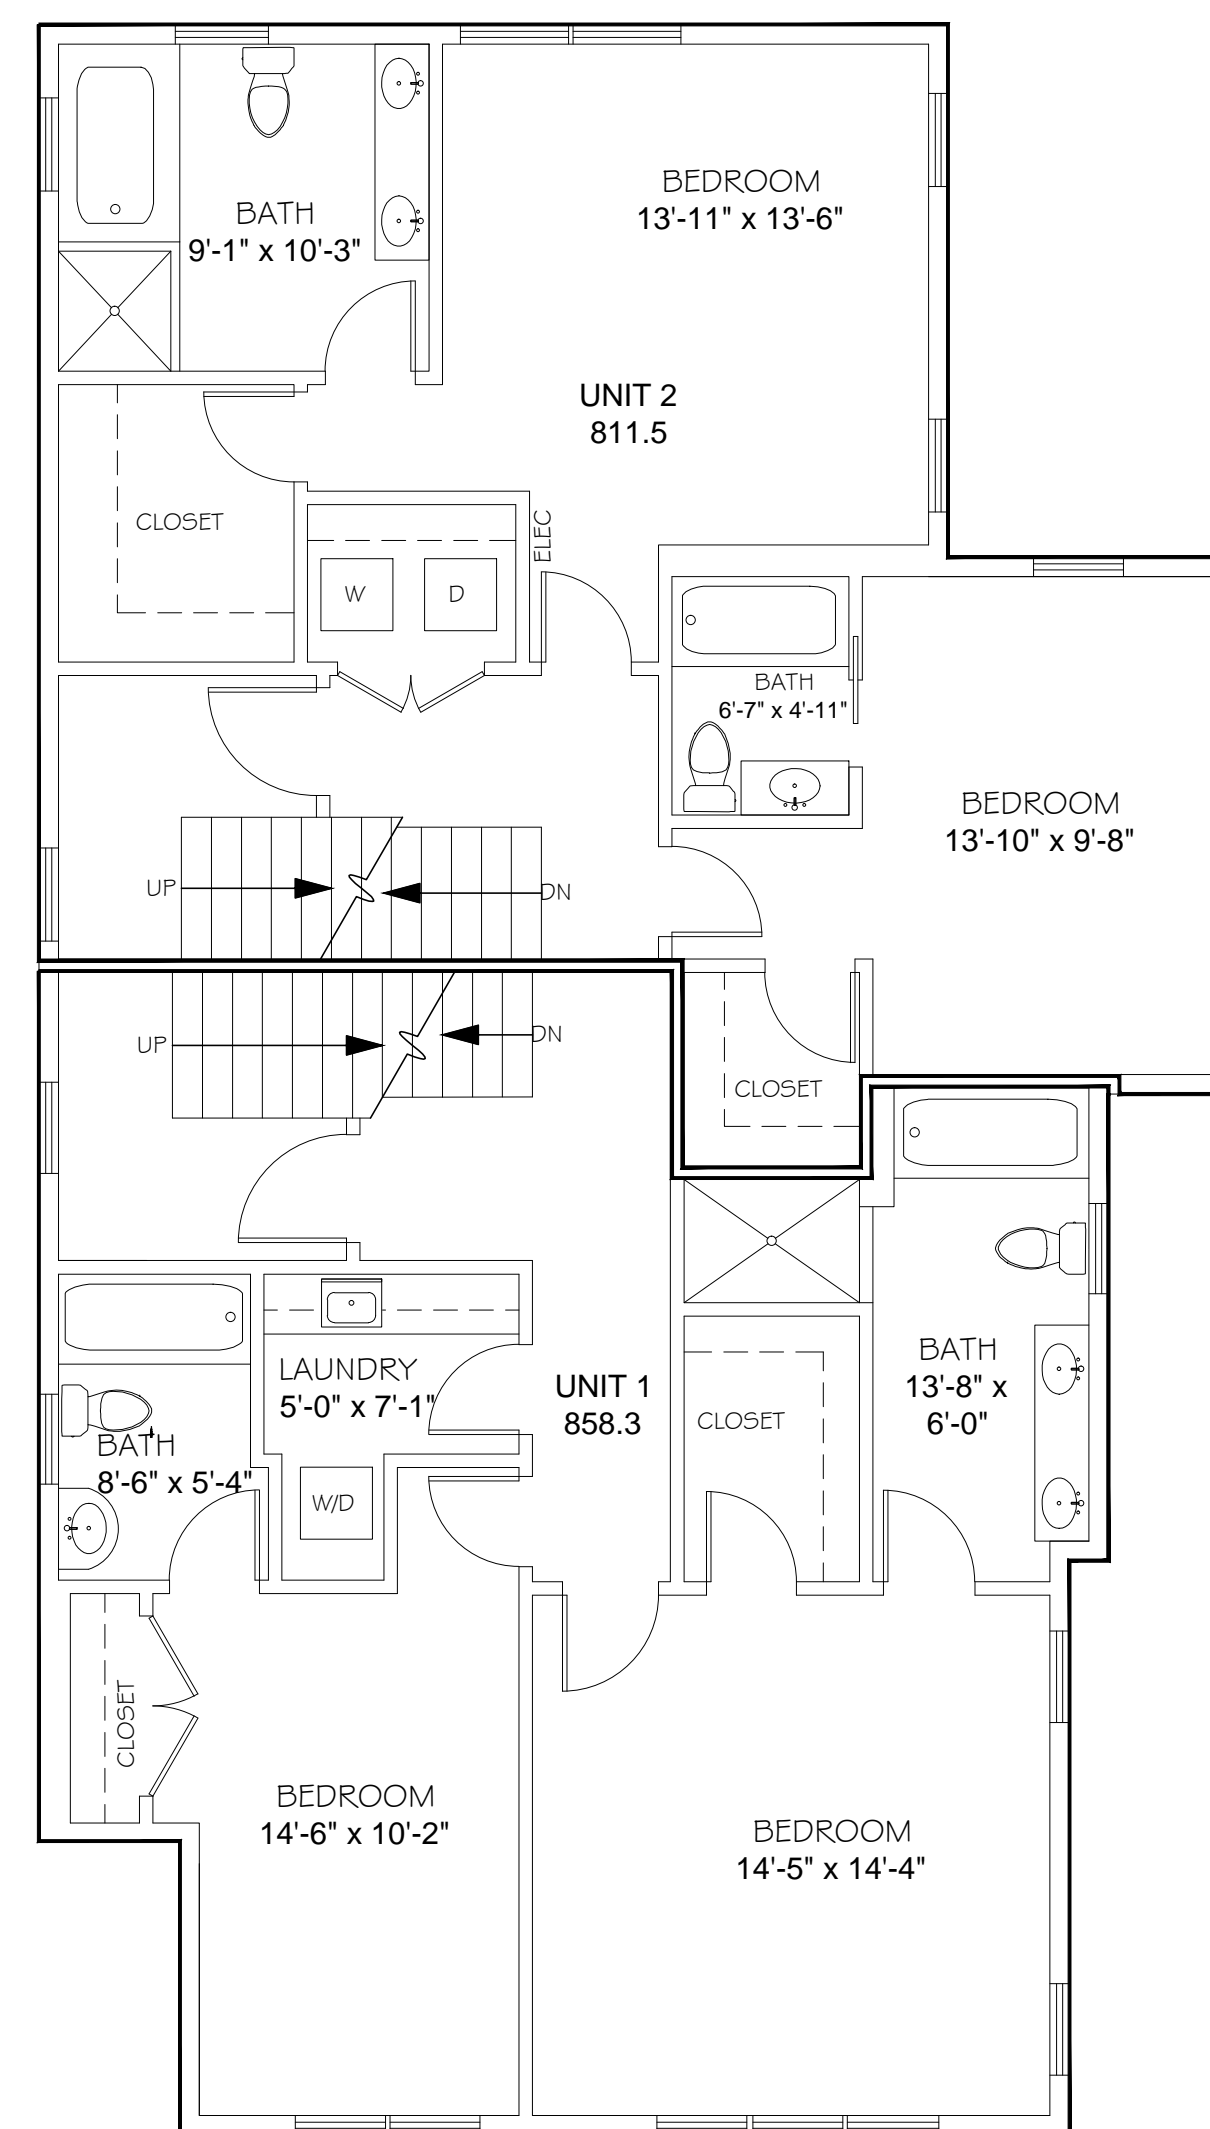 BEDROOM
13'-11" x 13'-6"
BATH
9'-1" x 10'-3"
UNIT 2
811.5
CLOSET
ELEC
W
D
BATH
6'-7" x 4'-11"
BEDROOM
13'-10" x 9'-8"
UP
DN
UP
DN
CLOSET
LAUNDRY
5'-0" x 7'-1"
UNIT 1
858.3
CLOSET
BATH
13'-8" x
6'-0"
BATH
8'-6" x 5'-4"
W/D
CLOSET
BEDROOM
14'-6" x 10'-2"
BEDROOM
14'-5" x 14'-4"